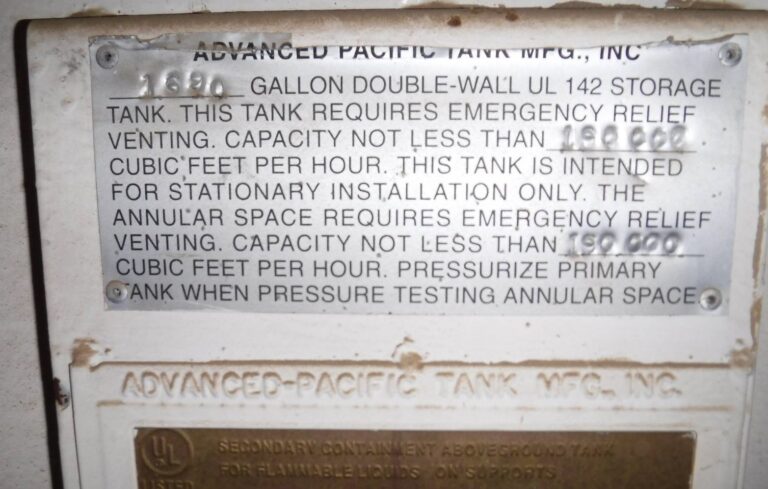 ADVANCED PACIFIC TANK MFG., INC
GALLON DOUBLE-WALL UL 142 STORAGE
TANK. THIS TANK REQUIRES EMERGENCY RELIEF
VENTING. CAPACITY NOT LESS THAN
CUBIC FEET PER HOUR. THIS TANK IS INTENDED
FOR STATIONARY INSTALLATION ONLY. THE
ANNULAR SPACE REQUIRES EMERGENCY RELIEF
VENTING. CAPACITY NOT LESS THAN
CUBIC FEET PER HOUR. PRESSURIZE PRIMARY
TANK WHEN PRESSURE TESTING ANNULAR SPACE.
ADVANCED-PACIFIC TANK MFG., INC.
UL
LISTED
SECONDARY CONTAINMENT ABOVEGROUND TANK
FOR FLAMMABLE LIQUIDS ON SUPPORTS